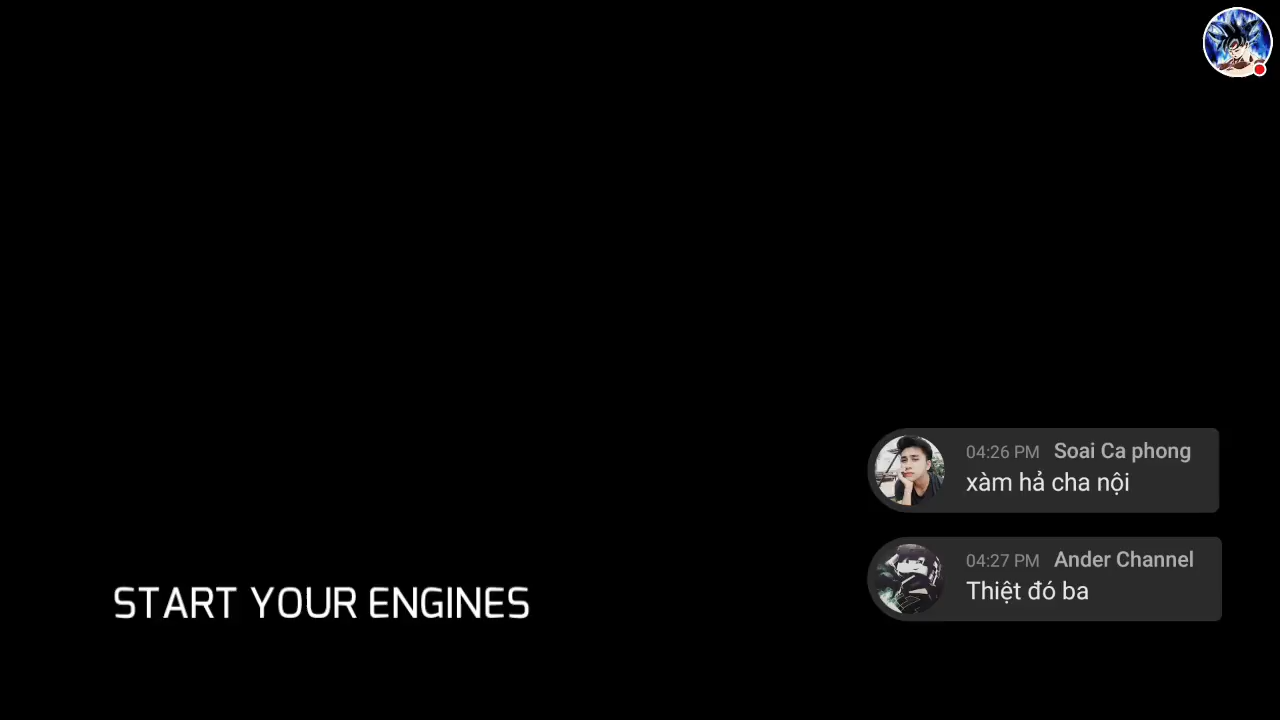 04:26 PM Soai Ca phong
xàm hả cha nội
04:27 PM Ander Channel
Thiệt đó ba
START YOUR ENGINES